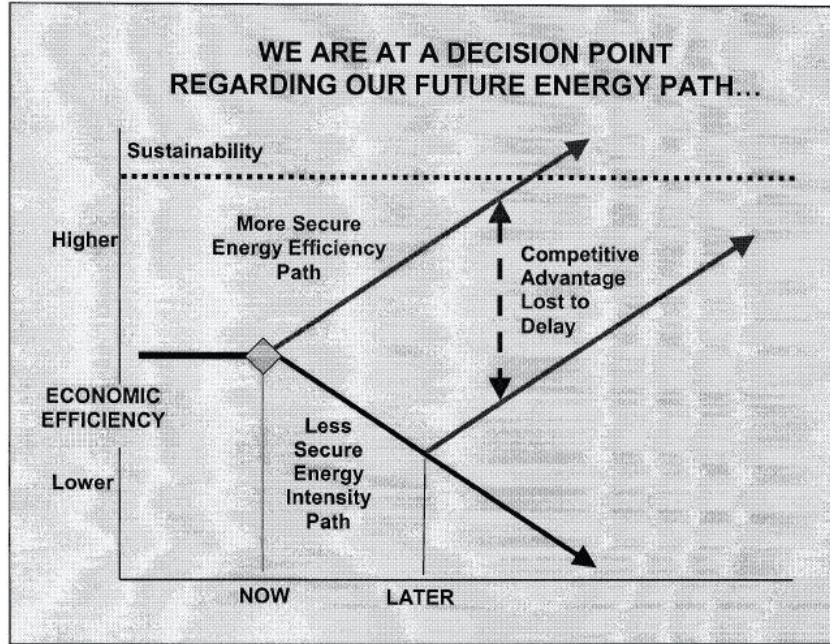 WE ARE AT A DECISION POINT
REGARDING OUR FUTURE ENERGY PATH...
Sustainability
Higher
More Secure
Energy Efficiency
Path
Competitive
Advantage
Lost to
Delay
ECONOMIC
EFFICIENCY
Less
Secure
Energy
Intensity
Path
Lower
NOW
LATER